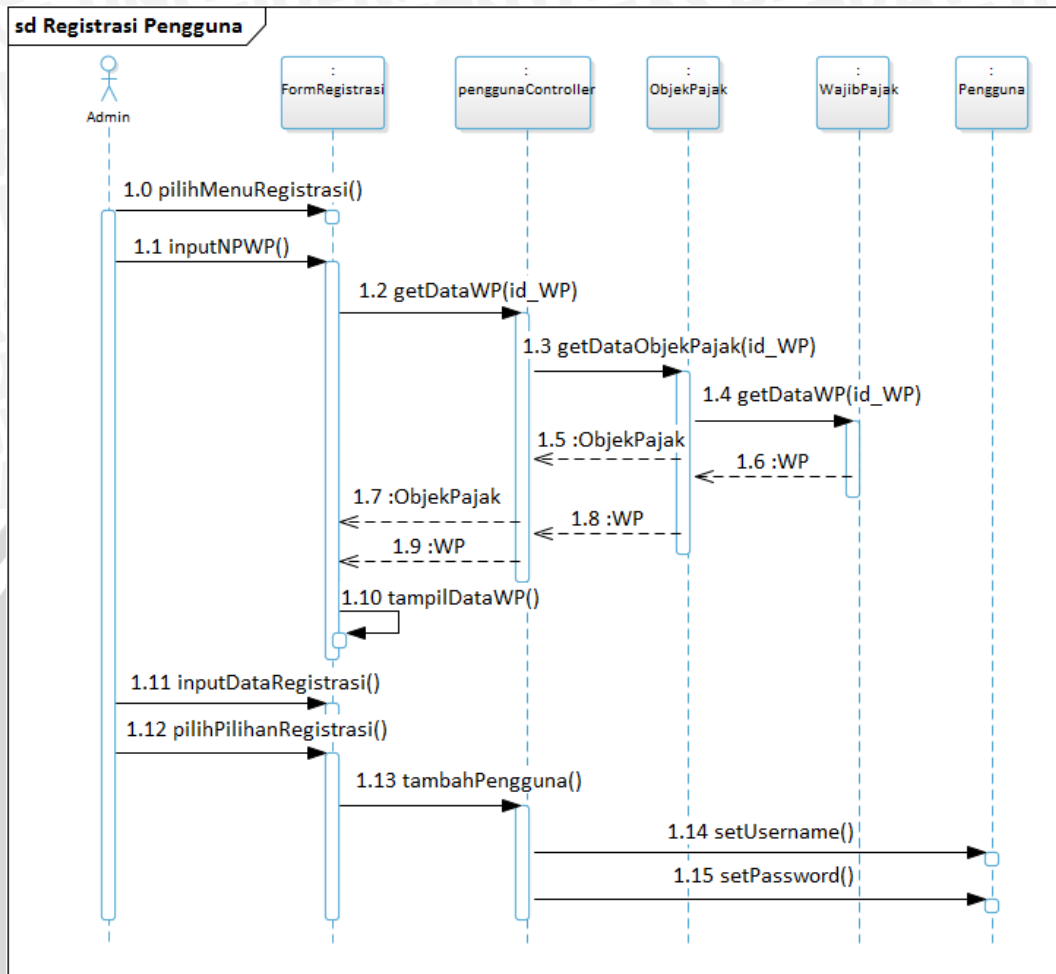 sd Registrasi Pengguna
Admin
:
FormRegistrasi
:
penggunaController
:
ObjekPajak
:
WajibPajak
:
Pengguna
1.0 pilihMenuRegistrasi()
1.1 inputNPWP()
1.2 getDataWP(id_WP)
1.3 getDataObjekPajak(id_WP)
1.4 getDataWP(id_WP)
1.5 :ObjekPajak
1.6 :WP
1.7 :ObjekPajak
1.8 :WP
1.9 :WP
1.10 tampilDataWP()
1.11 inputDataRegistrasi()
1.12 pilihPilihanRegistrasi()
1.13 tambahPengguna()
1.14 setUsername()
1.15 setPassword()